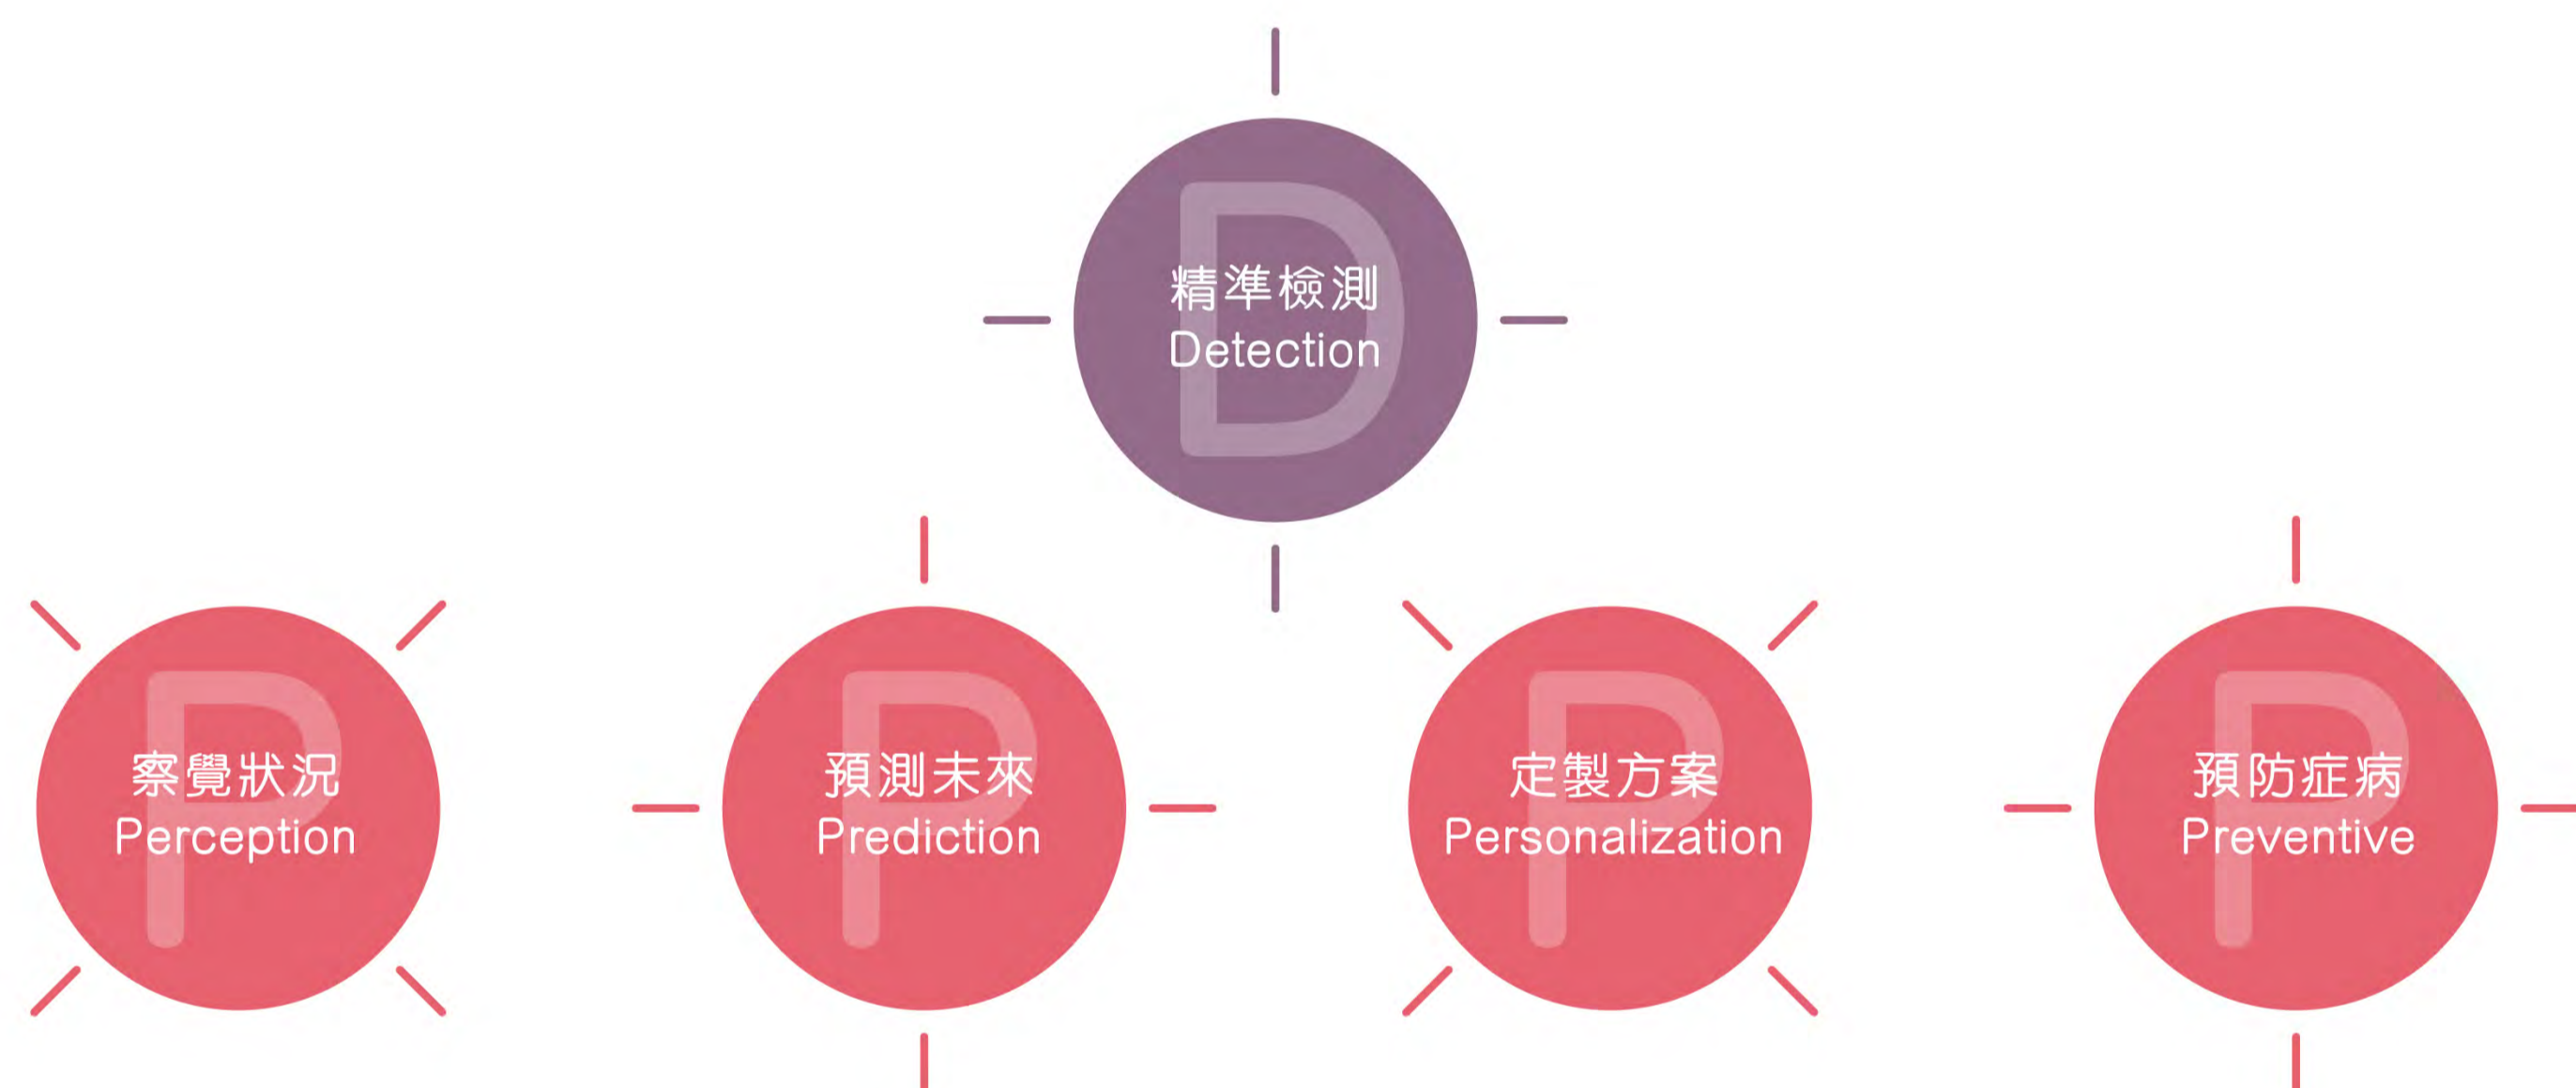 D
精準檢測
Detection
P
察覺狀況
Perception
P
預測未來
Prediction
P
定製方案
Personalization
P
預防症病
Preventive